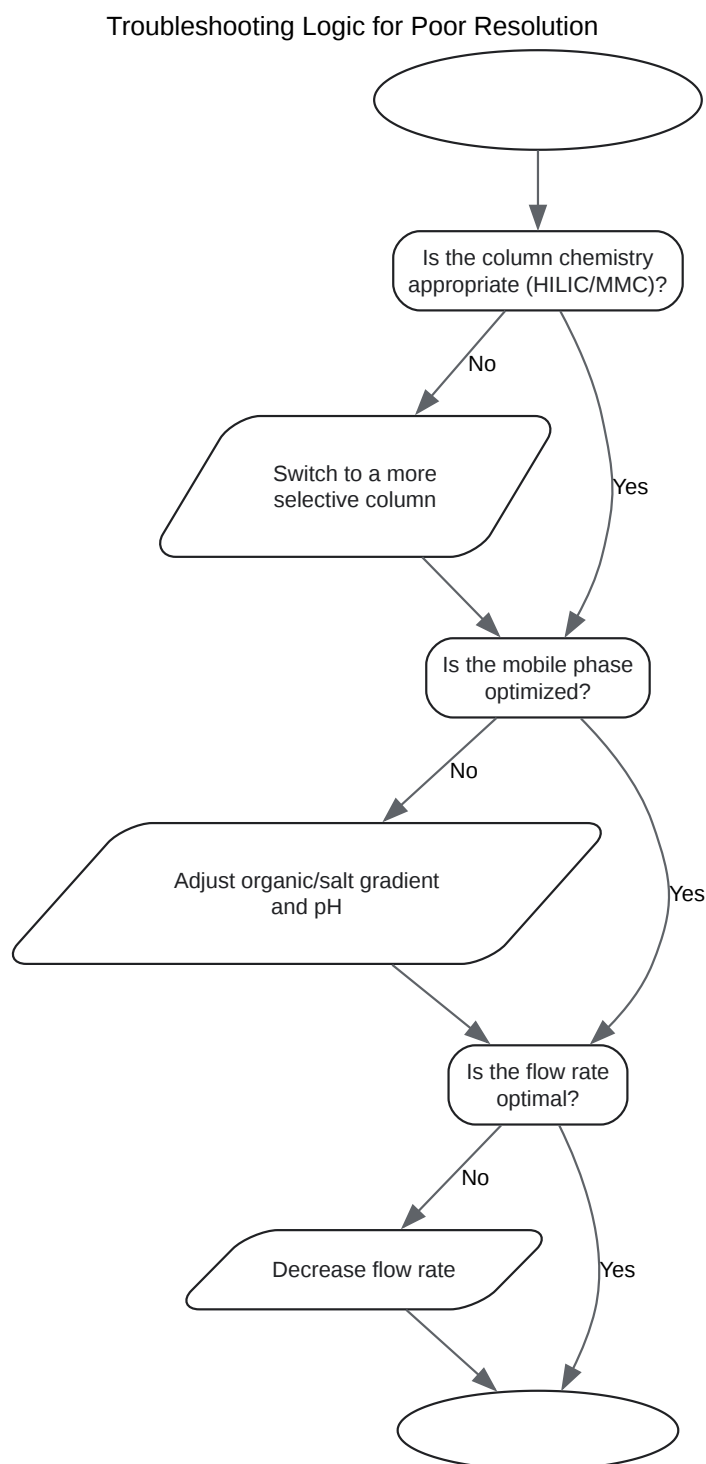 Troubleshooting Logic for Poor Resolution
Is the column chemistry
appropriate (HILIC/MMC)?
No
Switch to a more
selective column
Yes
Is the mobile phase
optimized?
No
Adjust organic/salt gradient
and pH
Yes
Is the flow rate
optimal?
No
Decrease flow rate
Yes